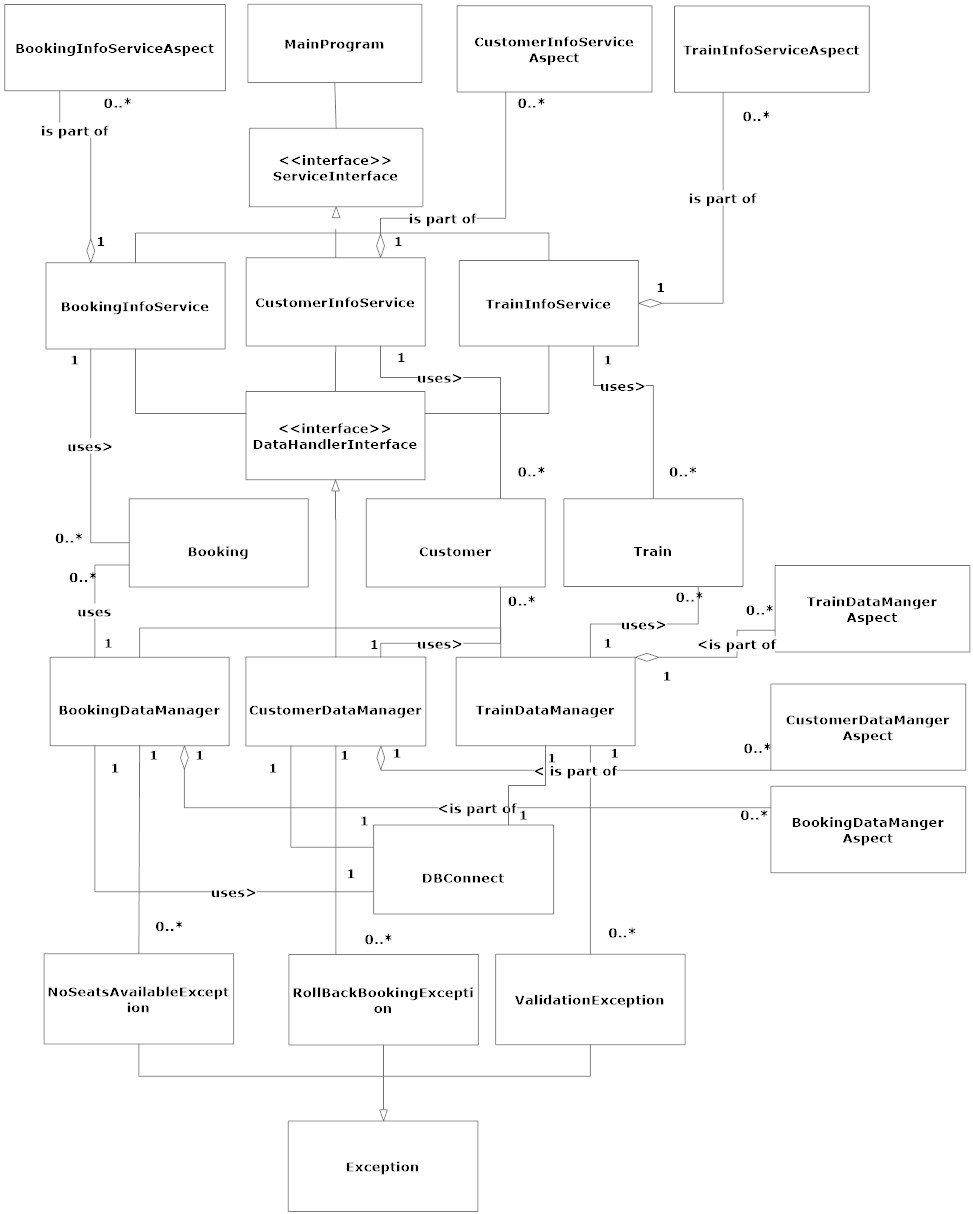 BookingInfoServiceAspect
MainProgram
CustomerInfoService
Aspect
TrainInfoServiceAspect
0..*
0..*
0..*
is part of
<<interface>>
ServiceInterface
is part of
is part of
1
1
1
BookingInfoService
CustomerInfoService
TrainInfoService
1
1
1
uses>
uses>
<<interface>>
DataHandlerInterface
uses>
0..*
0..*
0..*
Booking
Customer
Train
0..*
0..*
0..*
uses
TrainDataManger
Aspect
0..*
uses>
1
1
uses>
1
<is part of
1
BookingDataManager
CustomerDataManager
TrainDataManager
CustomerDataManger
Aspect
0..*
1
1
1
1
1
1
1
1
< is part of
<is part of
1
0..*
BookingDataManger
Aspect
1
1
DBConnect
uses>
0..*
0..*
0..*
NoSeatsAvailableExcept
ion
RollBackBookingExcepti
on
ValidationException
Exception